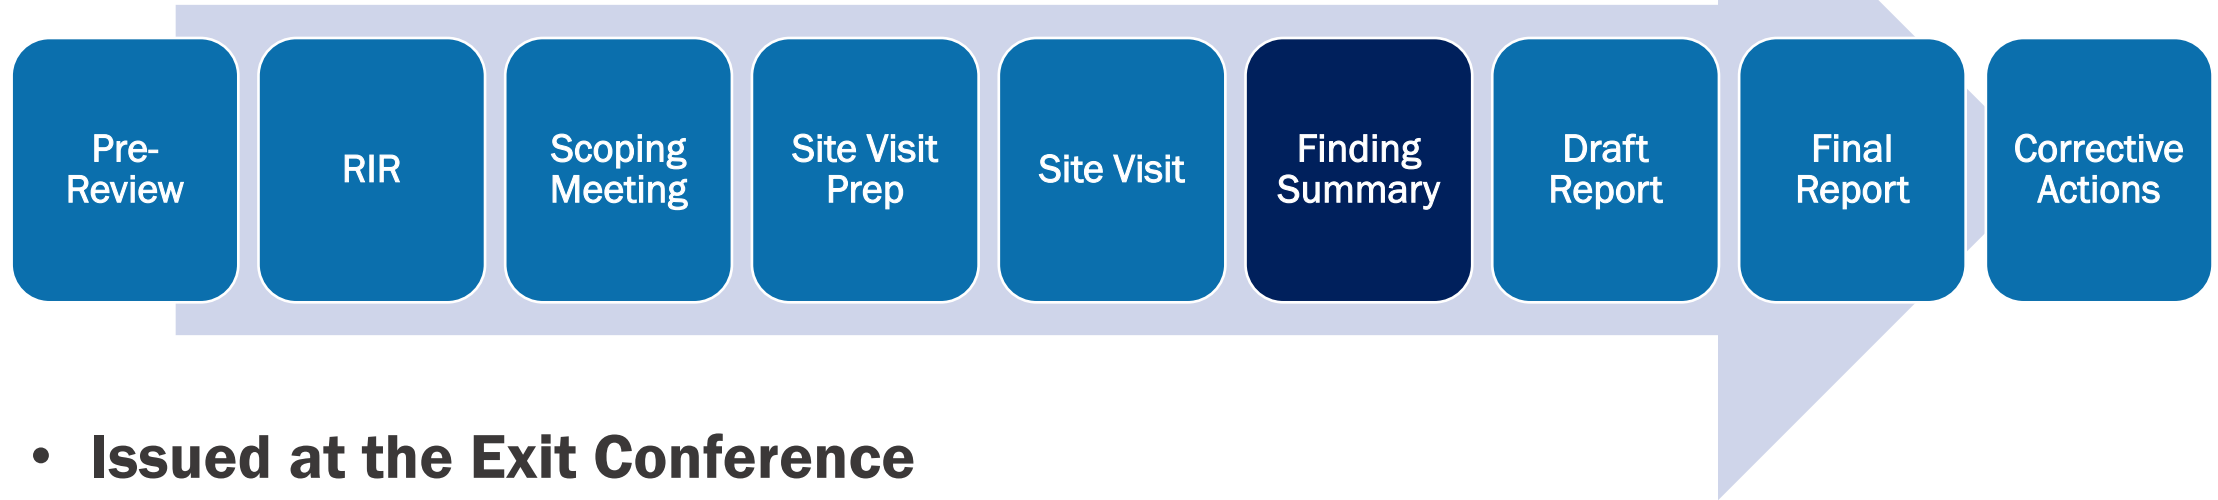 Pre-
Review
RIR
Scoping
Meeting
Site Visit
Prep
Site Visit
Finding
Summary
Draft
Report
Final
Report
Corrective
Actions
• Issued at the Exit Conference